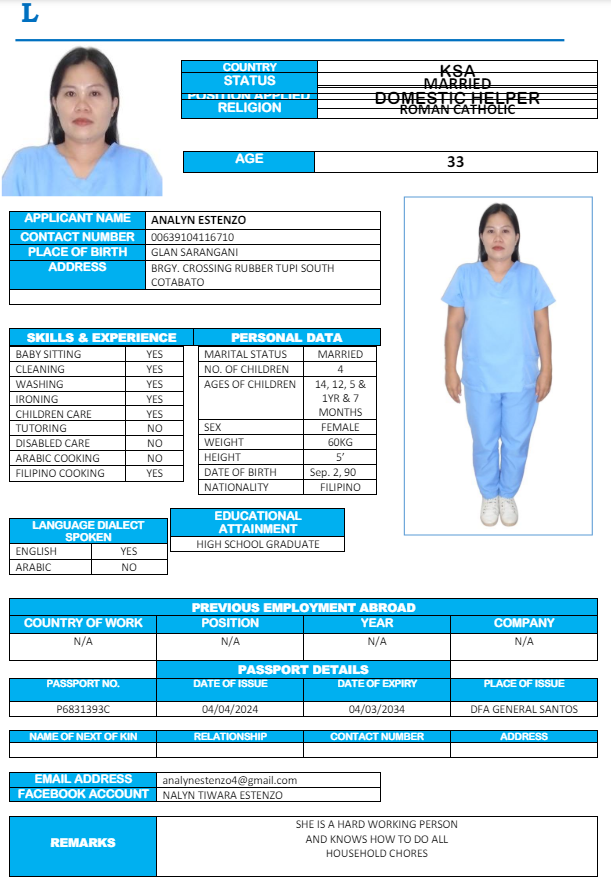 L
COUNTRY KSA
STATUS MARRIED
POSITION APPLIED DOMESTIC HELPER
RELIGION ROMAN CATHOLIC
AGE 33
APPLICANT NAME ANALYN ESTENZO
CONTACT NUMBER 00639104116710
PLACE OF BIRTH GLAN SARANGANI
ADDRESS BRGY. CROSSING RUBBER TUPI SOUTH
COTABATO
SKILLS & EXPERIENCE
BABY SITTING YES
CLEANING YES
WASHING YES
IRONING YES
CHILDREN CARE YES
TUTORING NO
DISABLED CARE NO
ARABIC COOKING NO
FILIPINO COOKING YES
PERSONAL DATA
MARITAL STATUS MARRIED
NO. OF CHILDREN 4
AGES OF CHILDREN 14, 12, 5 &
1YR & 7
MONTHS
SEX FEMALE
WEIGHT 60KG
HEIGHT 5’
DATE OF BIRTH Sep. 2, 90
NATIONALITY FILIPINO
LANGUAGE DIALECT
SPOKEN
ENGLISH YES
ARABIC NO
EDUCATIONAL
ATTAINMENT
HIGH SCHOOL GRADUATE
PREVIOUS EMPLOYMENT ABROAD
COUNTRY OF WORK POSITION YEAR COMPANY
N/A N/A N/A N/A
PASSPORT DETAILS
PASSPORT NO. DATE OF ISSUE DATE OF EXPIRY PLACE OF ISSUE
P6831393C 04/04/2024 04/03/2034 DFA GENERAL SANTOS
NAME OF NEXT OF KIN RELATIONSHIP CONTACT NUMBER ADDRESS
EMAIL ADDRESS analynestenzo4@gmail.com
FACEBOOK ACCOUNT NALYN TIWARA ESTENZO
REMARKS
SHE IS A HARD WORKING PERSON
AND KNOWS HOW TO DO ALL
HOUSEHOLD CHORES